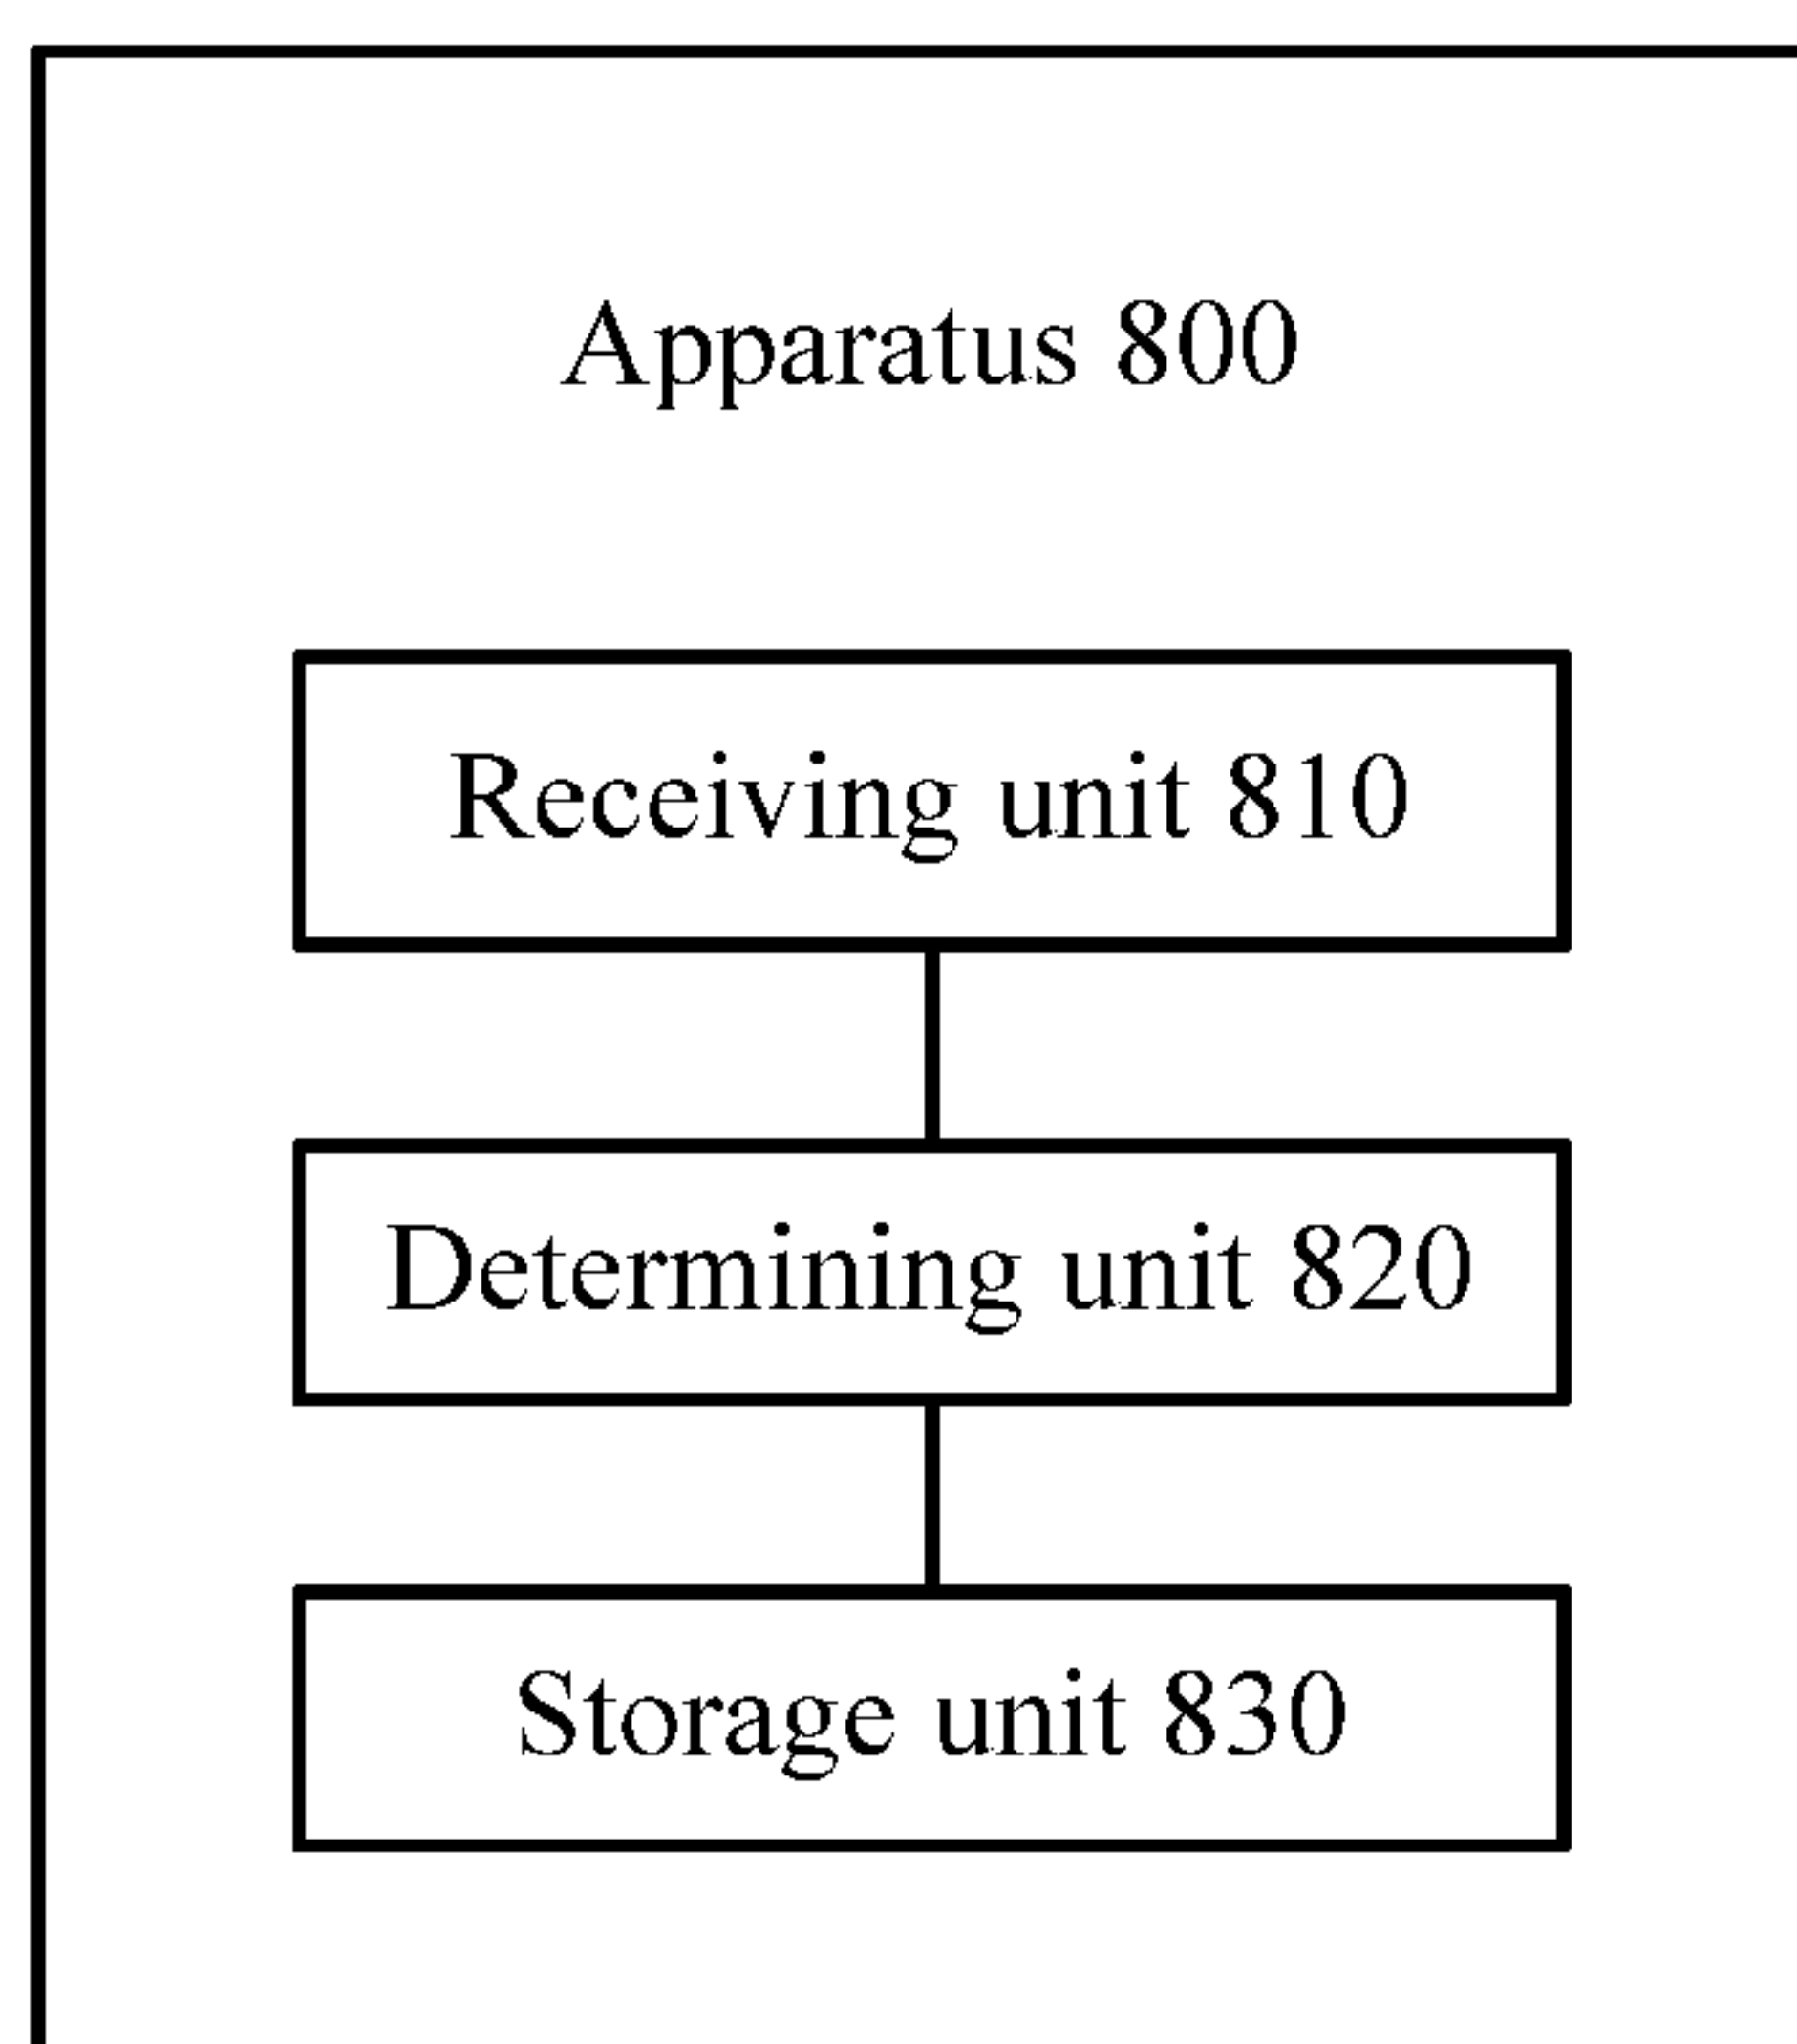 Apparatus 800
Receiving unit 810
Determining unit 820
Storage unit 830